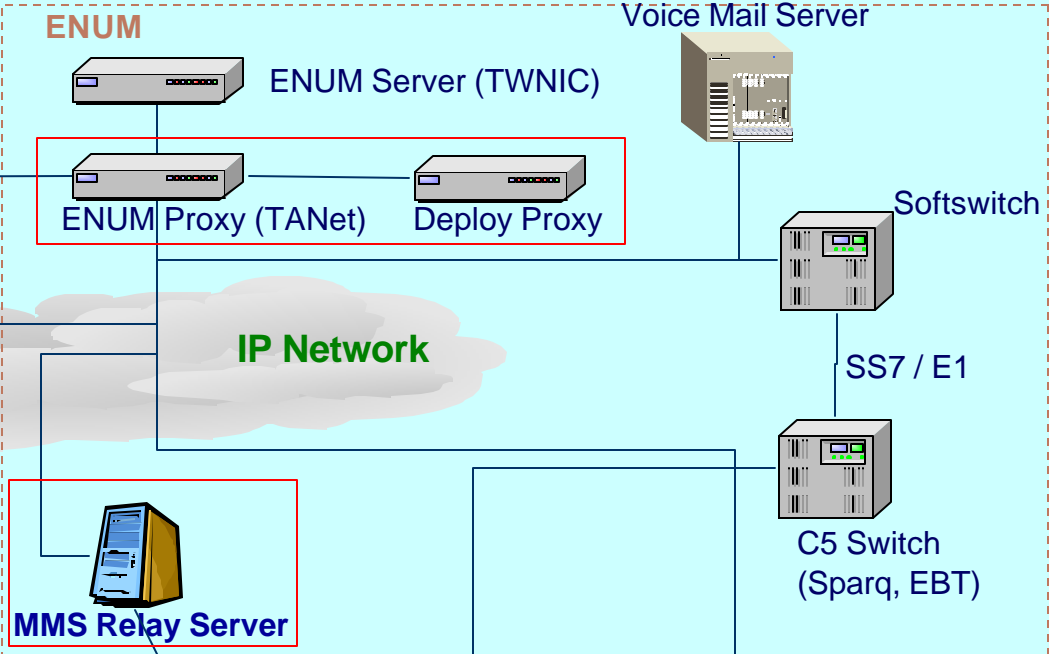 ENUM
Voice Mail Server
ENUM Server (TWNIC)
ENUM Proxy (TANet)
Deploy Proxy
Softswitch
IP Network
SS7 / E1
C5 Switch
(Sparq, EBT)
MMS Relay Server